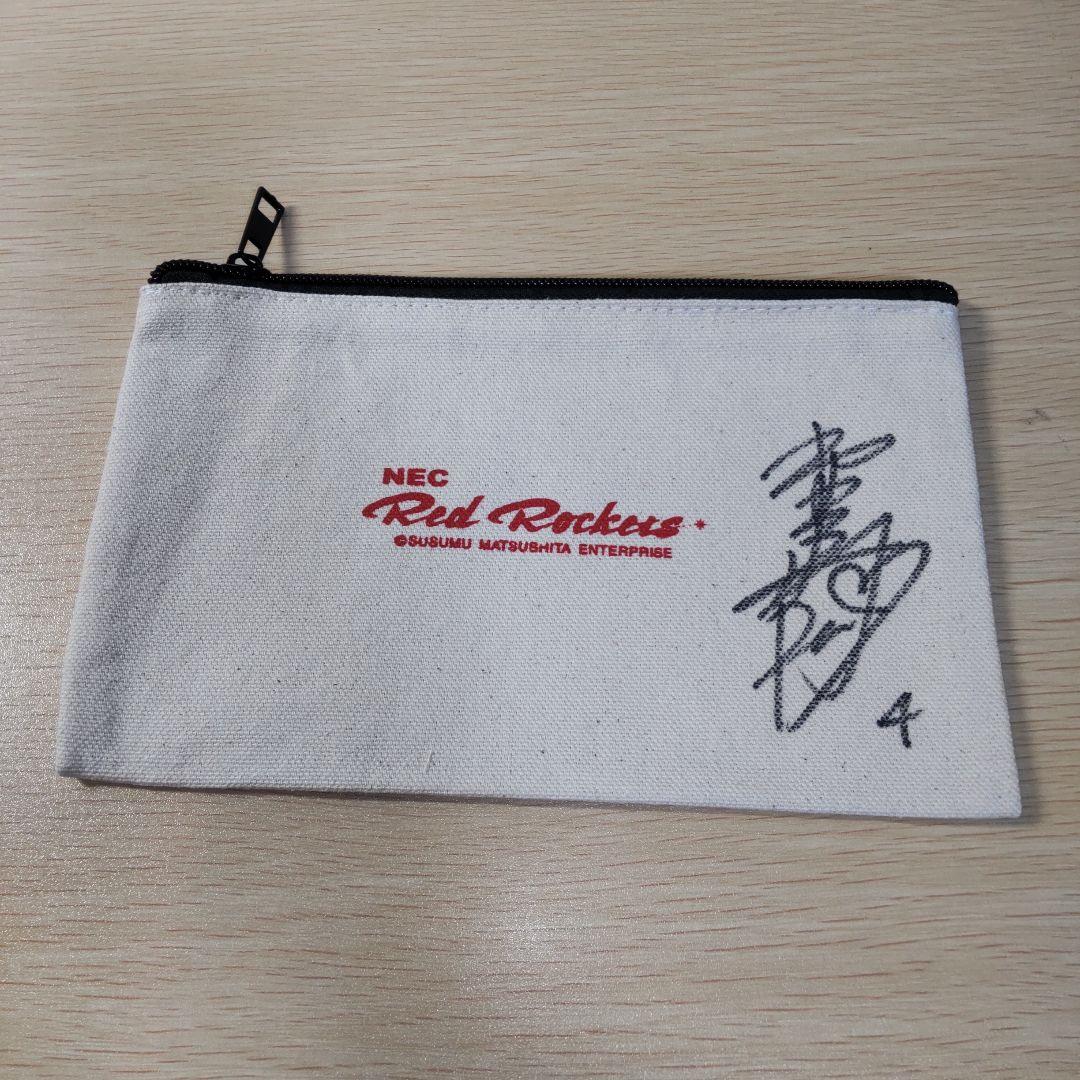 NEC
Red Rockets
©SUSUMU MATSUSHITA ENTERPRISE
4